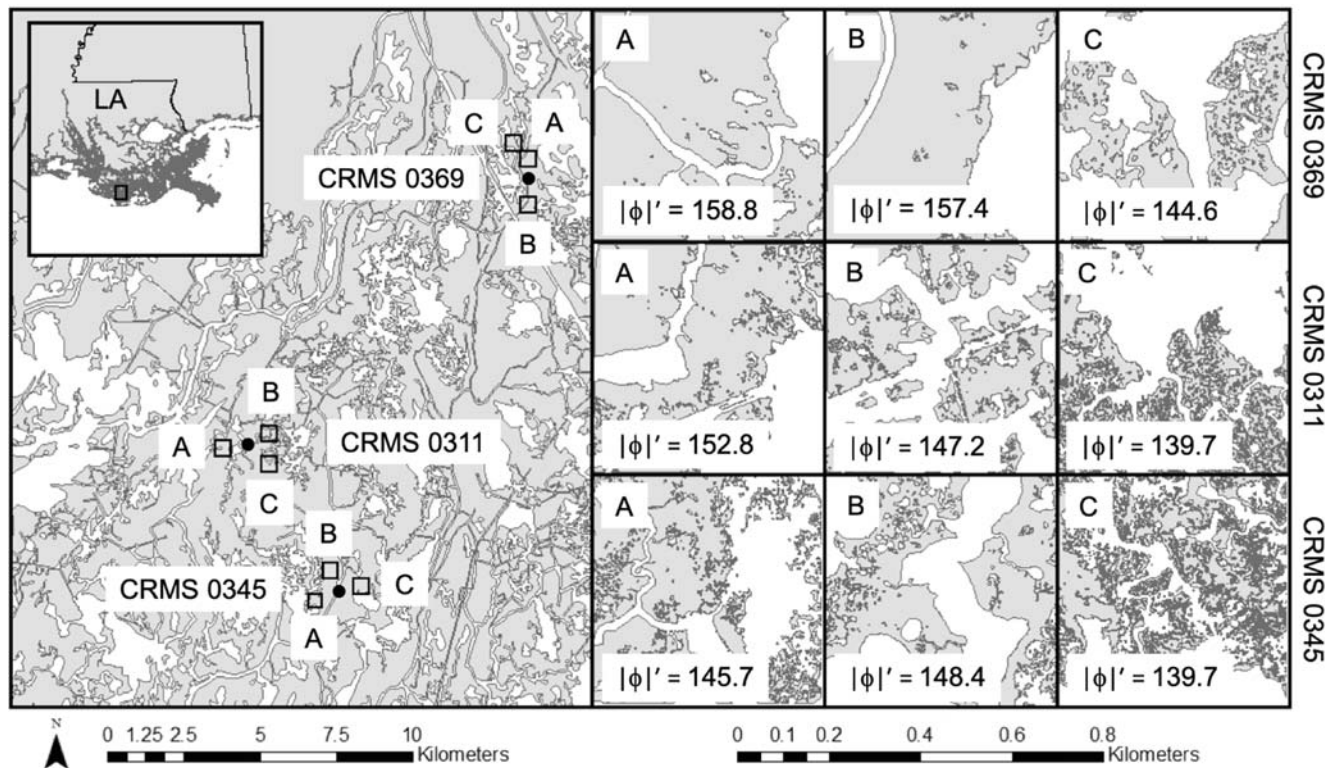 LA
C
A
CRMS 0369
B
B
A
CRMS 0311
C
B
CRMS 0345
C
A
A
|ϕ|′ = 158.8
B
|ϕ|′ = 157.4
C
|ϕ|′ = 144.6
CRMS 0369
A
|ϕ|′ = 152.8
B
|ϕ|′ = 147.2
C
|ϕ|′ = 139.7
CRMS 0311
A
|ϕ|′ = 145.7
B
|ϕ|′ = 148.4
C
|ϕ|′ = 139.7
CRMS 0345
N
0 1.25 2.5 5 7.5 10
Kilometers
0 0.1 0.2 0.4 0.6 0.8
Kilometers